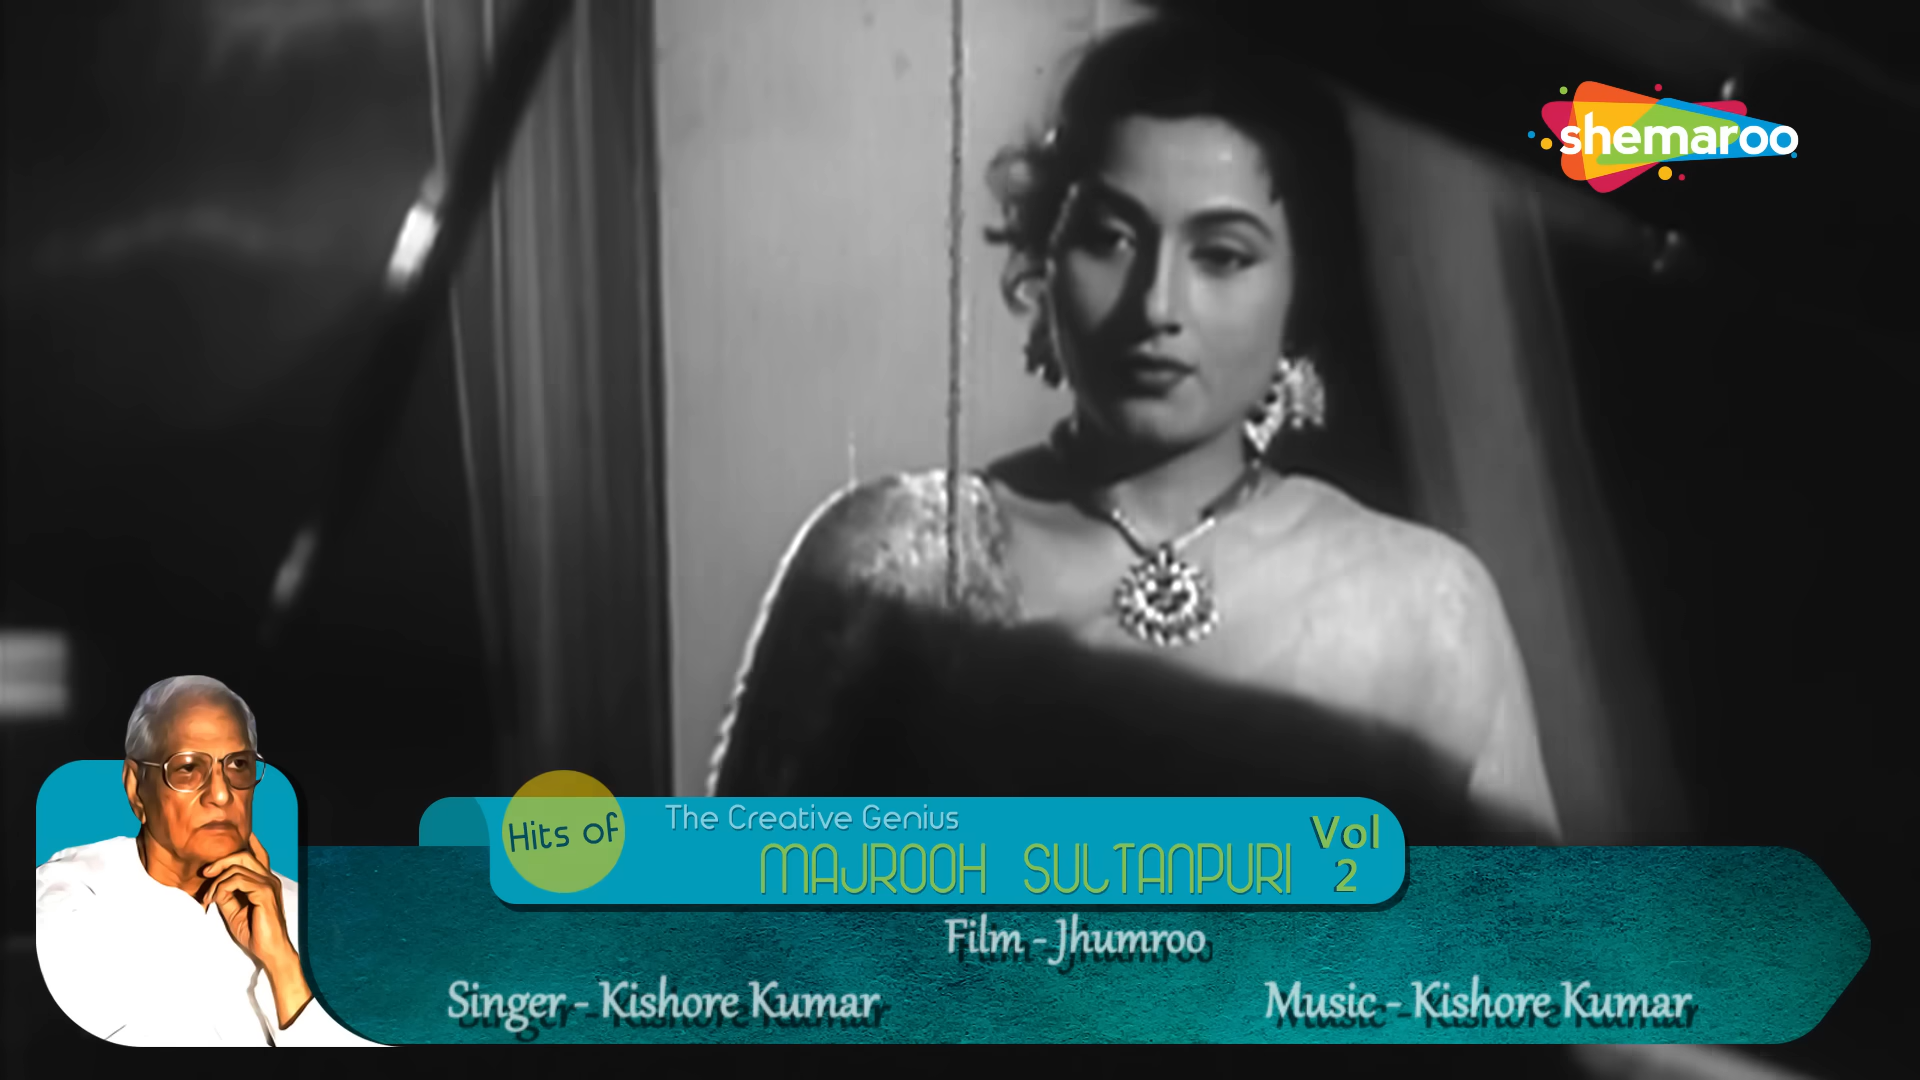 shemaroo
Hits of
The Creative Genius
MAJROOH SULTANPURI
Vol
2
Film - Jhumroo
Singer - Kishore Kumar
Music - Kishore Kumar